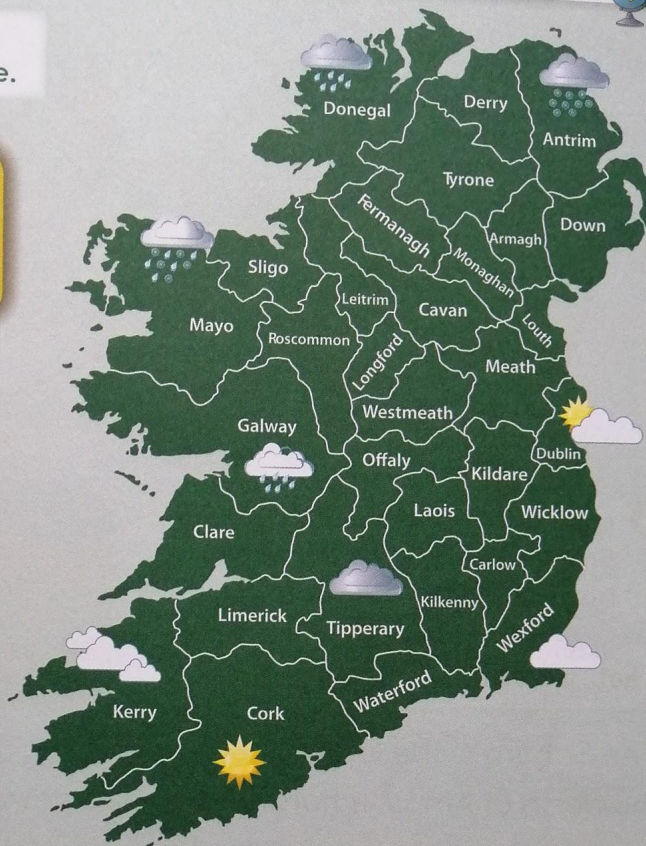 e.
Donegal
Derry
Antrim
Tyrone
Fermanagh
Down
Armagh
Monaghan
Sligo
Leitrim
Cavan
Louth
Mayo
Roscommon
Longford
Meath
Westmeath
Galway
Offaly
Dublin
Kildare
Laois
Wicklow
Clare
Carlow
Kilkenny
Limerick
Tipperary
Wexford
Waterford
Kerry
Cork